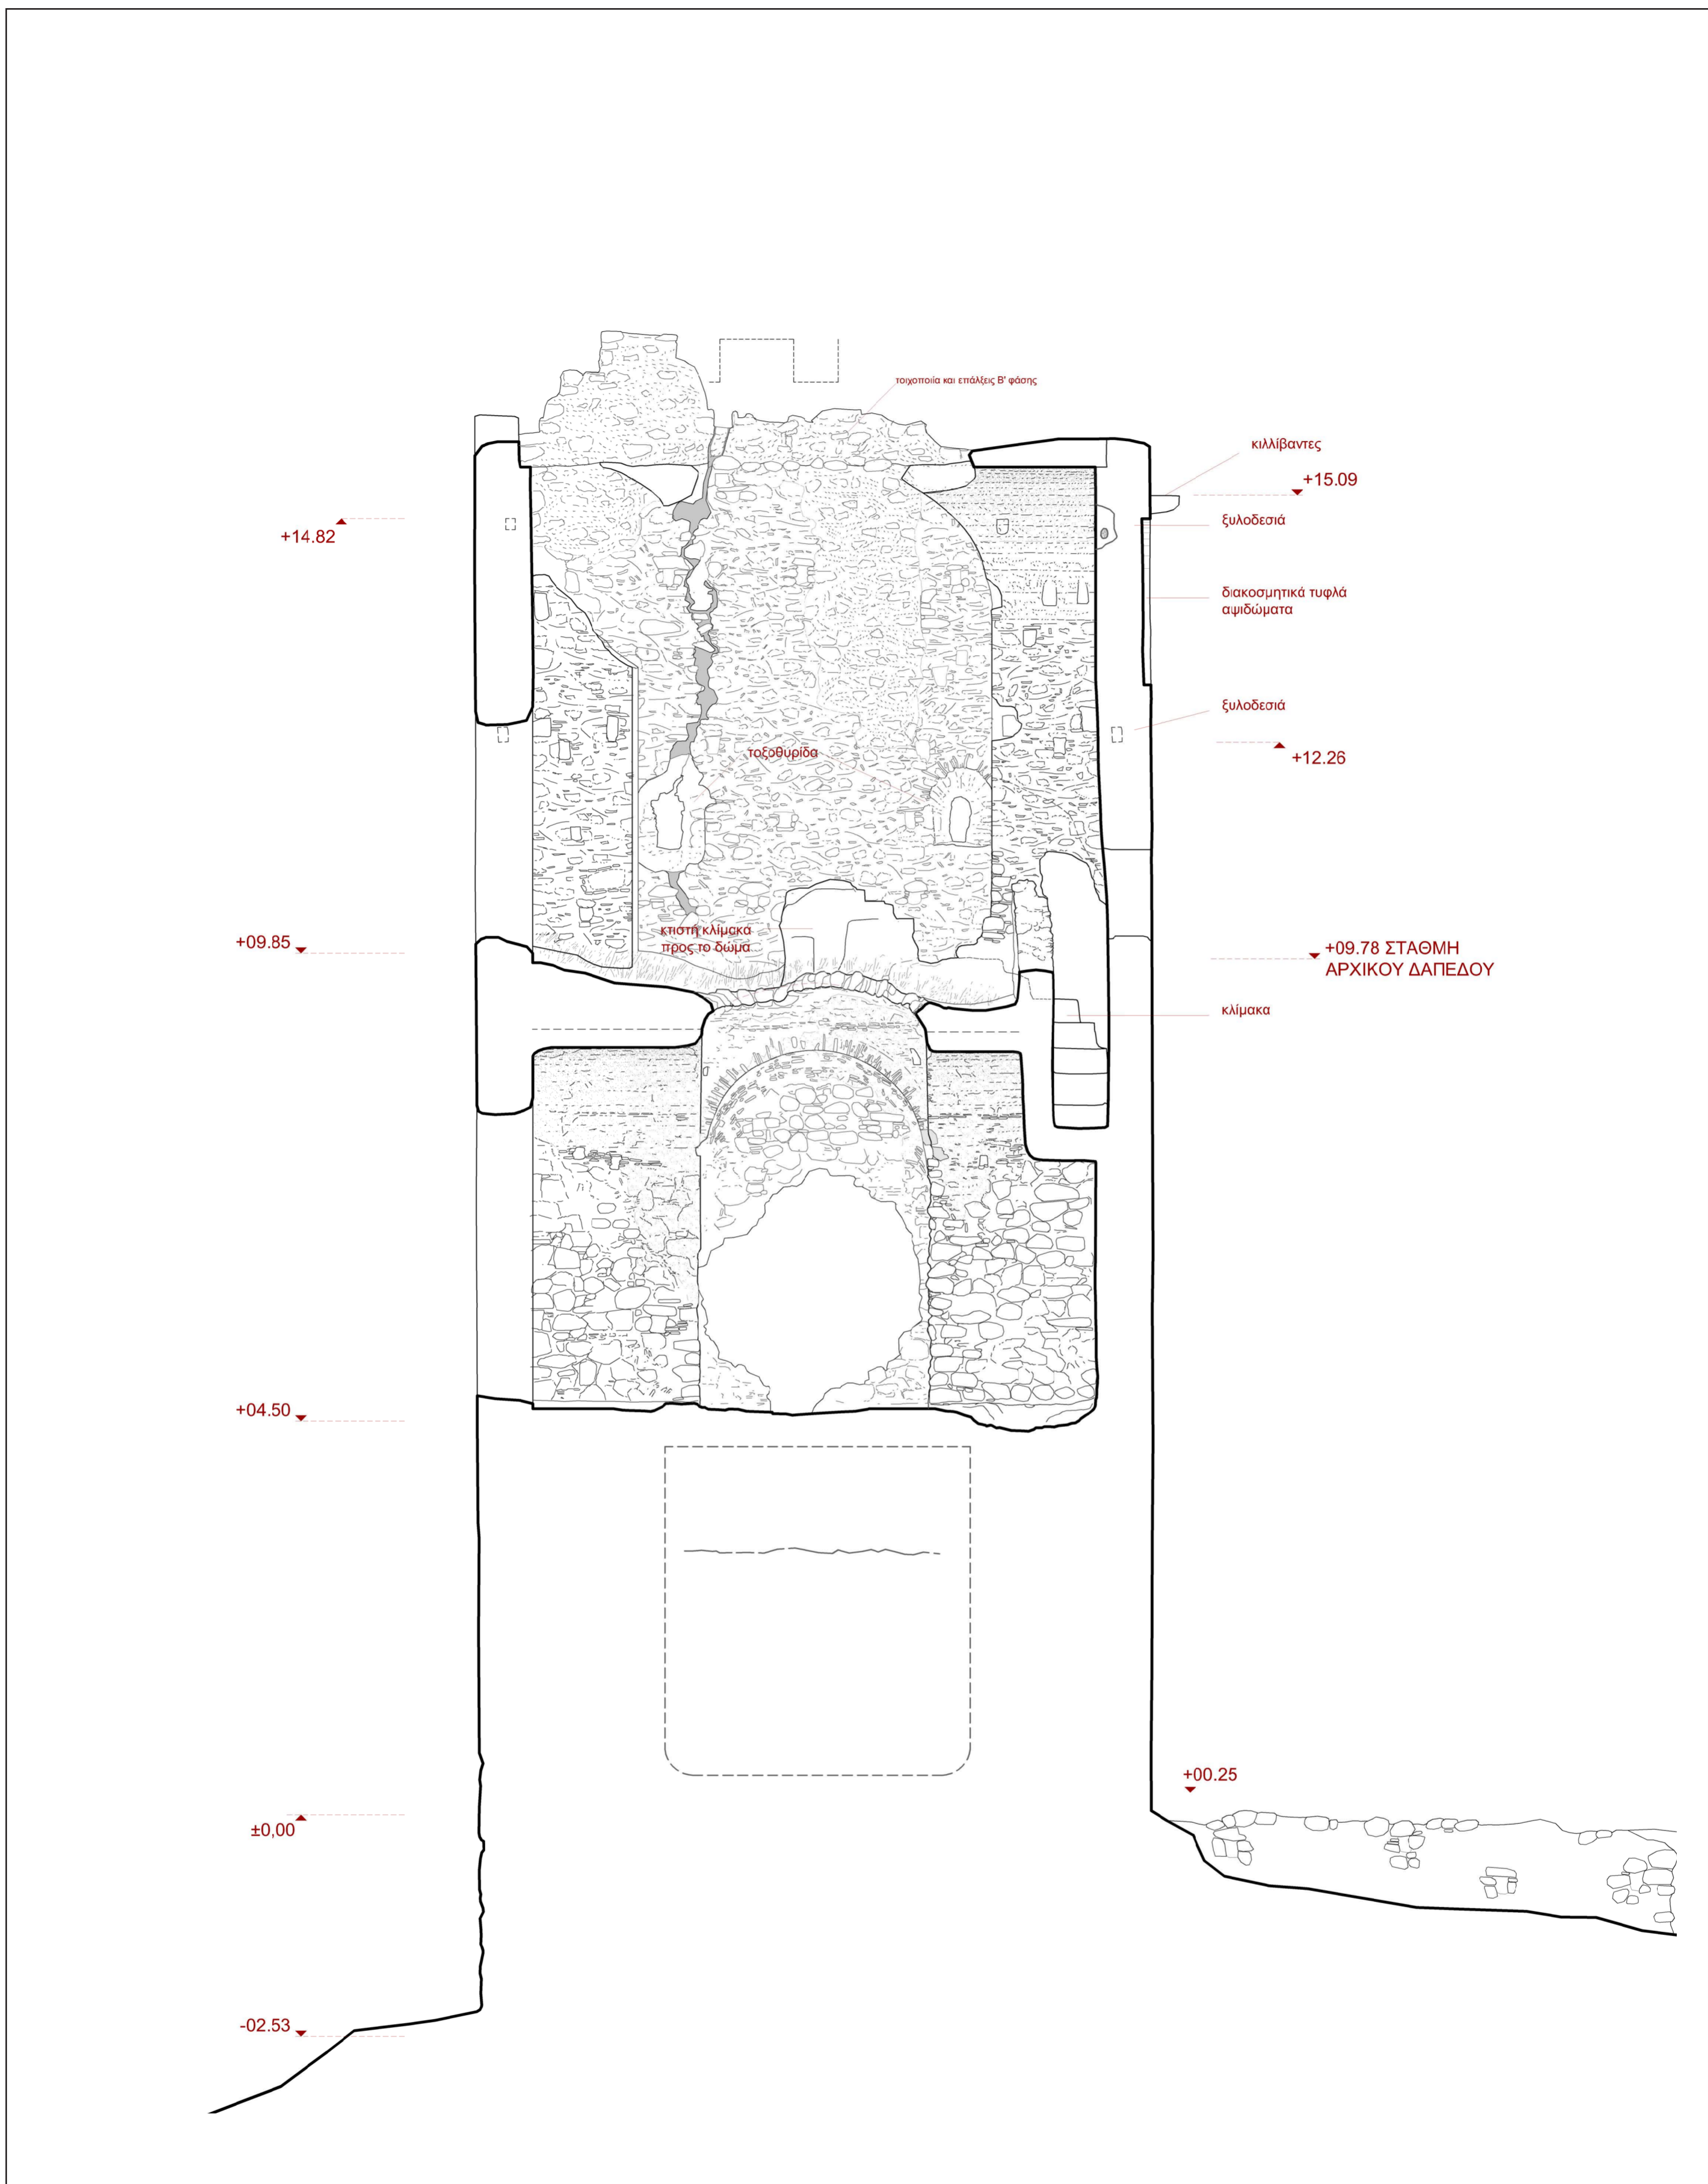 τοιχοποιία και επάλξεις Β' φάσης
κιλλίβαντες
+15.09
+14.82
ξυλοδεσιά
διακοσμητικά τυφλά
αψιδώματα
ξυλοδεσιά
τοξοθυρίδα
+12.26
κτιστή κλίμακα
προς το δώμα
+09.85
+09.78 ΣΤΑΘΜΗ
ΑΡΧΙΚΟΥ ΔΑΠΕΔΟΥ
κλίμακα
+04.50
+00.25
±0,00
-02.53